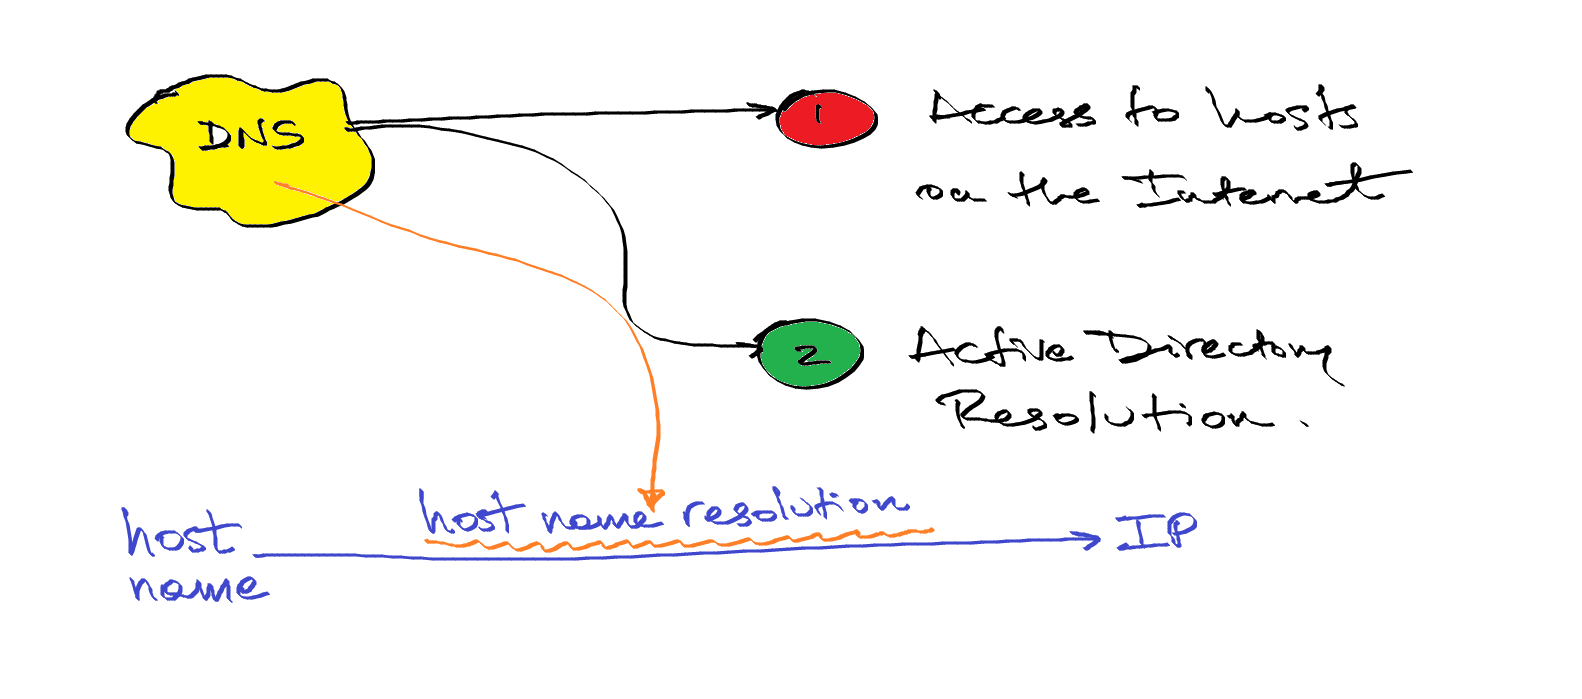 DNS
1
Access to hosts
on the Internet
2
Active Directory
Resolution.
host name resolution
host
name
IP